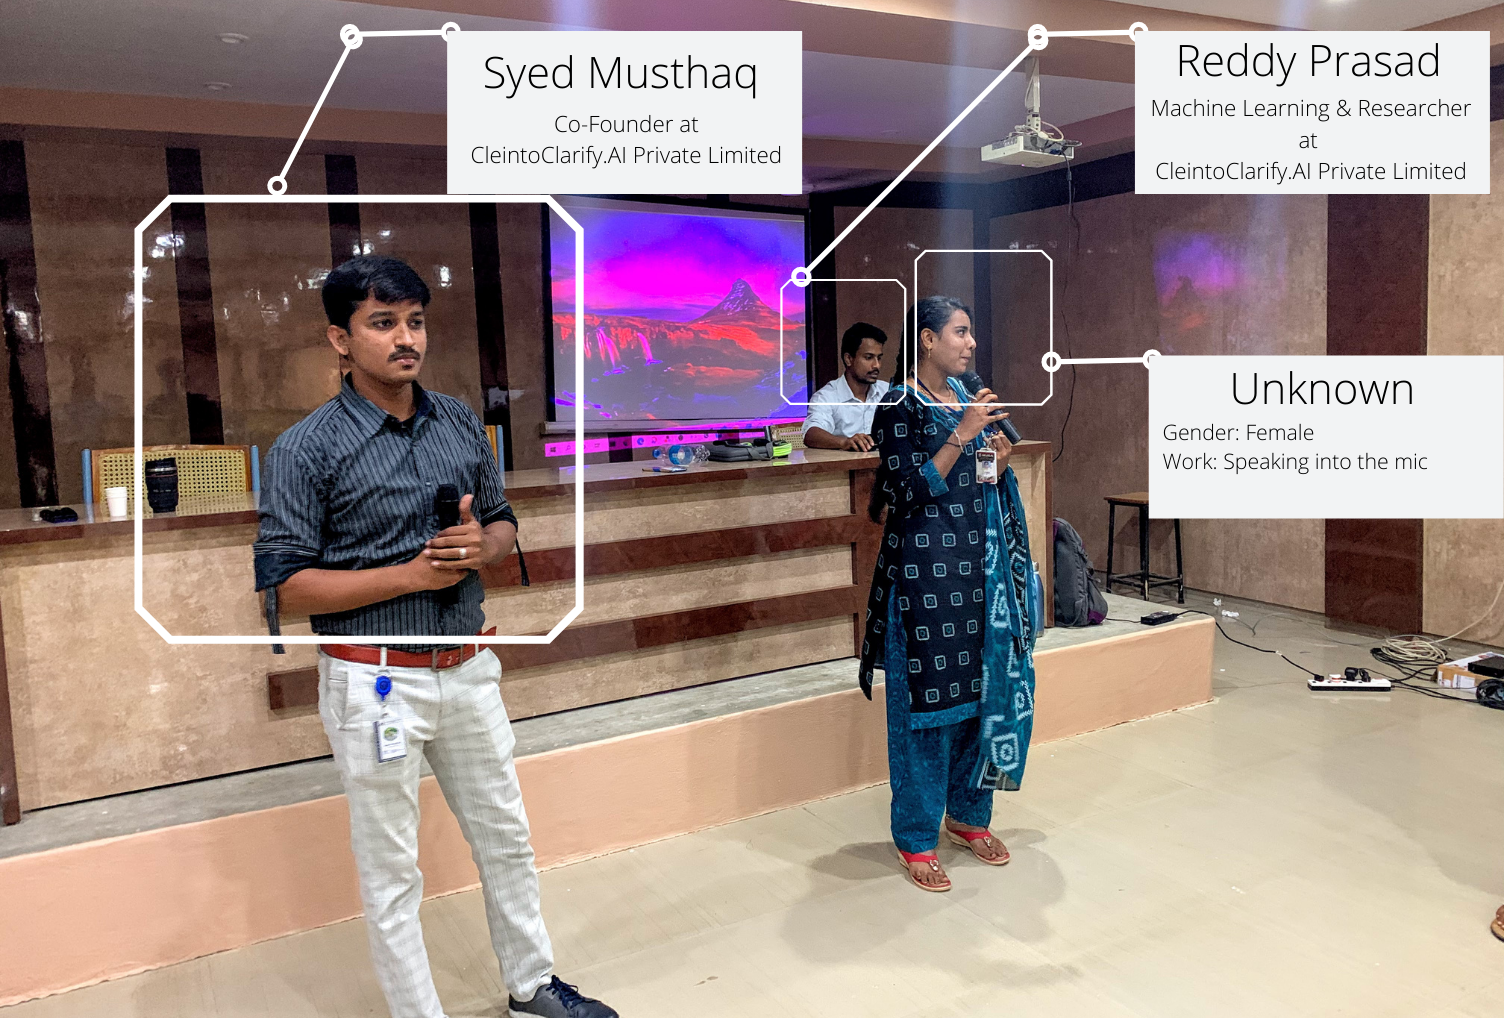 Syed Musthaq
Co-Founder at
CleintoClarify.AI Private Limited
Reddy Prasad
Machine Learning & Researcher
at
CleintoClarify.AI Private Limited
Unknown
Gender: Female
Work: Speaking into the mic